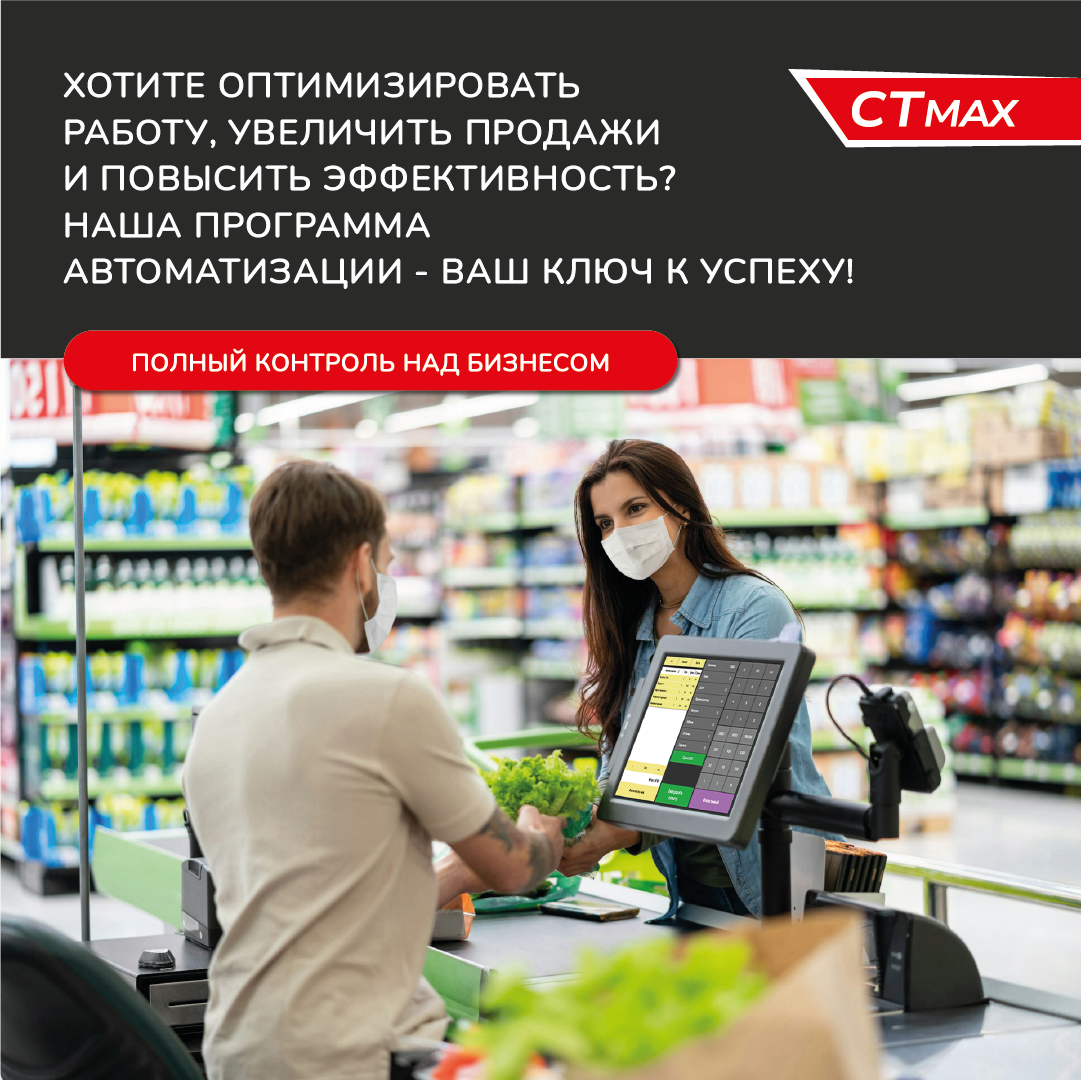 ХОТИТЕ ОПТИМИЗИРОВАТЬ
РАБОТУ, УВЕЛИЧИТЬ ПРОДАЖИ
И ПОВЫСИТЬ ЭФФЕКТИВНОСТЬ?
НАША ПРОГРАММА
АВТОМАТИЗАЦИИ - ВАШ КЛЮЧ К УСПЕХУ!
CTMAX
ПОЛНЫЙ КОНТРОЛЬ НАД БИЗНЕСОМ